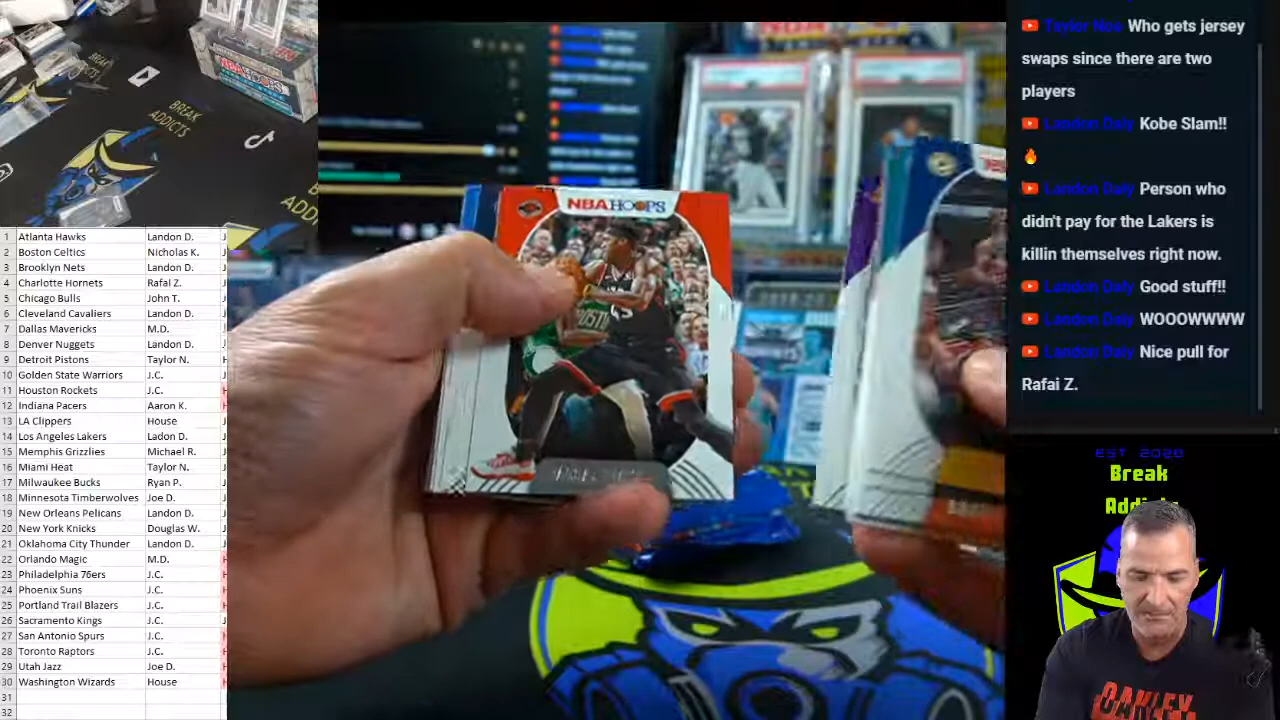 NBA HOOPS
BREAK
ADDICTS
ADDI
1 Atlanta Hawks Landon D. J
2 Boston Celtics Nicholas K. J
3 Brooklyn Nets Landon D. J
4 Charlotte Hornets Rafal Z. J
5 Chicago Bulls John T. J
6 Cleveland Cavaliers Landon D. J
7 Dallas Mavericks M.D. J
8 Denver Nuggets Landon D. J
9 Detroit Pistons Taylor N. H
10 Golden State Warriors J.C. J
11 Houston Rockets J.C. H
12 Indiana Pacers Aaron K. H
13 LA Clippers House J
14 Los Angeles Lakers Ladon D. J
15 Memphis Grizzlies Michael R. J
16 Miami Heat Taylor N. H
17 Milwaukee Bucks Ryan P. J
18 Minnesota Timberwolves Joe D. J
19 New Orleans Pelicans Landon D. J
20 New York Knicks Douglas W. J
21 Oklahoma City Thunder Landon D. J
22 Orlando Magic M.D. H
23 Philadelphia 76ers J.C. H
24 Phoenix Suns J.C. H
25 Portland Trail Blazers J.C. H
26 Sacramento Kings J.C. J
27 San Antonio Spurs J.C. H
28 Toronto Raptors J.C. H
29 Utah Jazz Joe D. H
30 Washington Wizards House H
31
32
NBA HOOPS
BOSTON
Taylor Noe Who gets jersey
swaps since there are two
players
Landon Daly Kobe Slam!!
🔥
Landon Daly Person who
didn't pay for the Lakers is
killin themselves right now.
Landon Daly Good stuff!!
Landon Daly WOOOWWWW
Landon Daly Nice pull for
Rafai Z.
EST 2020
Break
OAKLEY